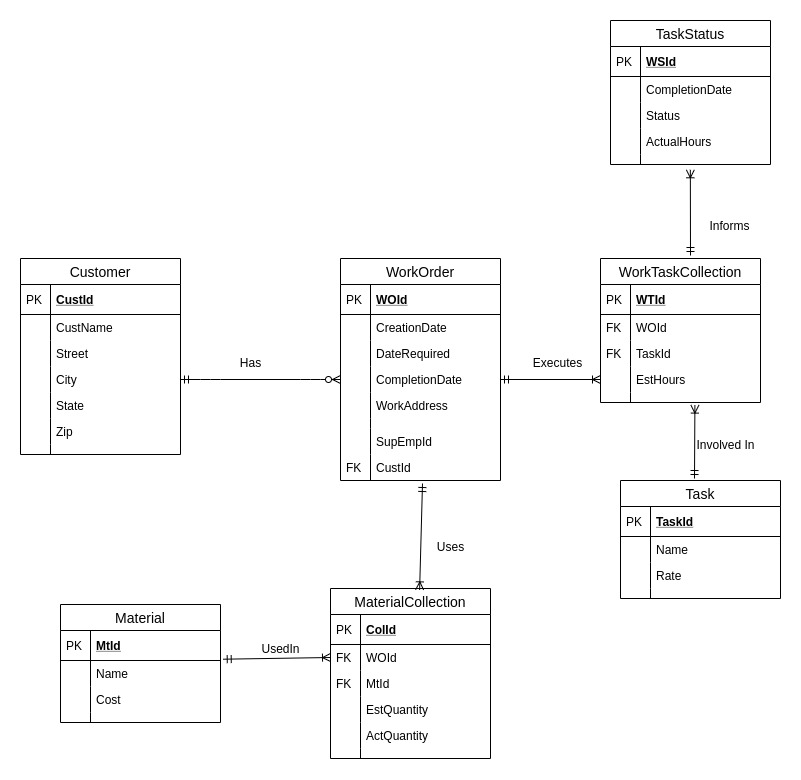 TaskStatus
PK WSId
CompletionDate
Status
ActualHours
Informs
Customer
PK CustId
CustName
Street
City
State
Zip
Has
WorkOrder
PK WOId
CreationDate
DateRequired
CompletionDate
WorkAddress
SupEmpId
FK CustId
Executes
WorkTaskCollection
PK WTId
FK WOId
FK TaskId
EstHours
Involved In
Task
PK TaskId
Name
Rate
Uses
Material
PK MtId
Name
Cost
UsedIn
MaterialCollection
PK ColId
FK WOId
FK MtId
EstQuantity
ActQuantity